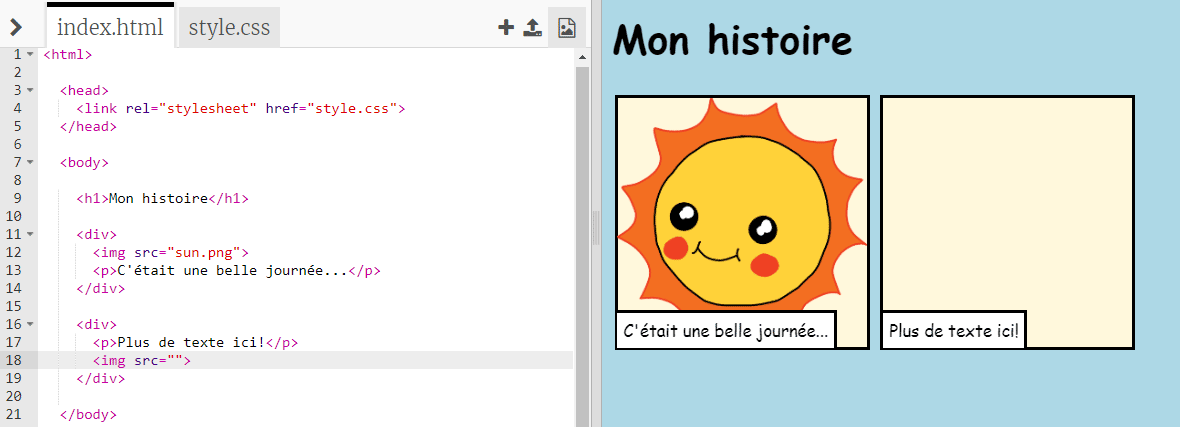 index.html style.css
1 <html>
2
3 <head>
4 <link rel="stylesheet" href="style.css">
5 </head>
6
7 <body>
8
9 <h1>Mon histoire</h1>
10
11 <div>
12 <img src="sun.png">
13 <p>C'était une belle journée...</p>
14 </div>
15
16 <div>
17 <p>Plus de texte ici!</p>
18 <img src="">
19 </div>
20
21 </body>
Mon histoire
C'était une belle journée...
Plus de texte ici!